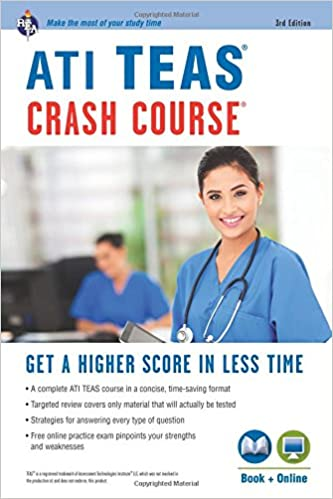 REA
Make the most of your study time
3rd Edition
ATI TEAS®
CRASH COURSE®
GET A HIGHER SCORE IN LESS TIME
• A complete ATI TEAS course in a concise, time-saving format
• Targeted review covers only material that will actually be tested
• Strategies for answering every type of question
• Free online practice exam pinpoints your strengths
and weaknesses
Book + Online
TEAS® is a registered trademark of Assessment Technologies Institute® LLC, which was not involved in
the production of, and does not endorse, this product.